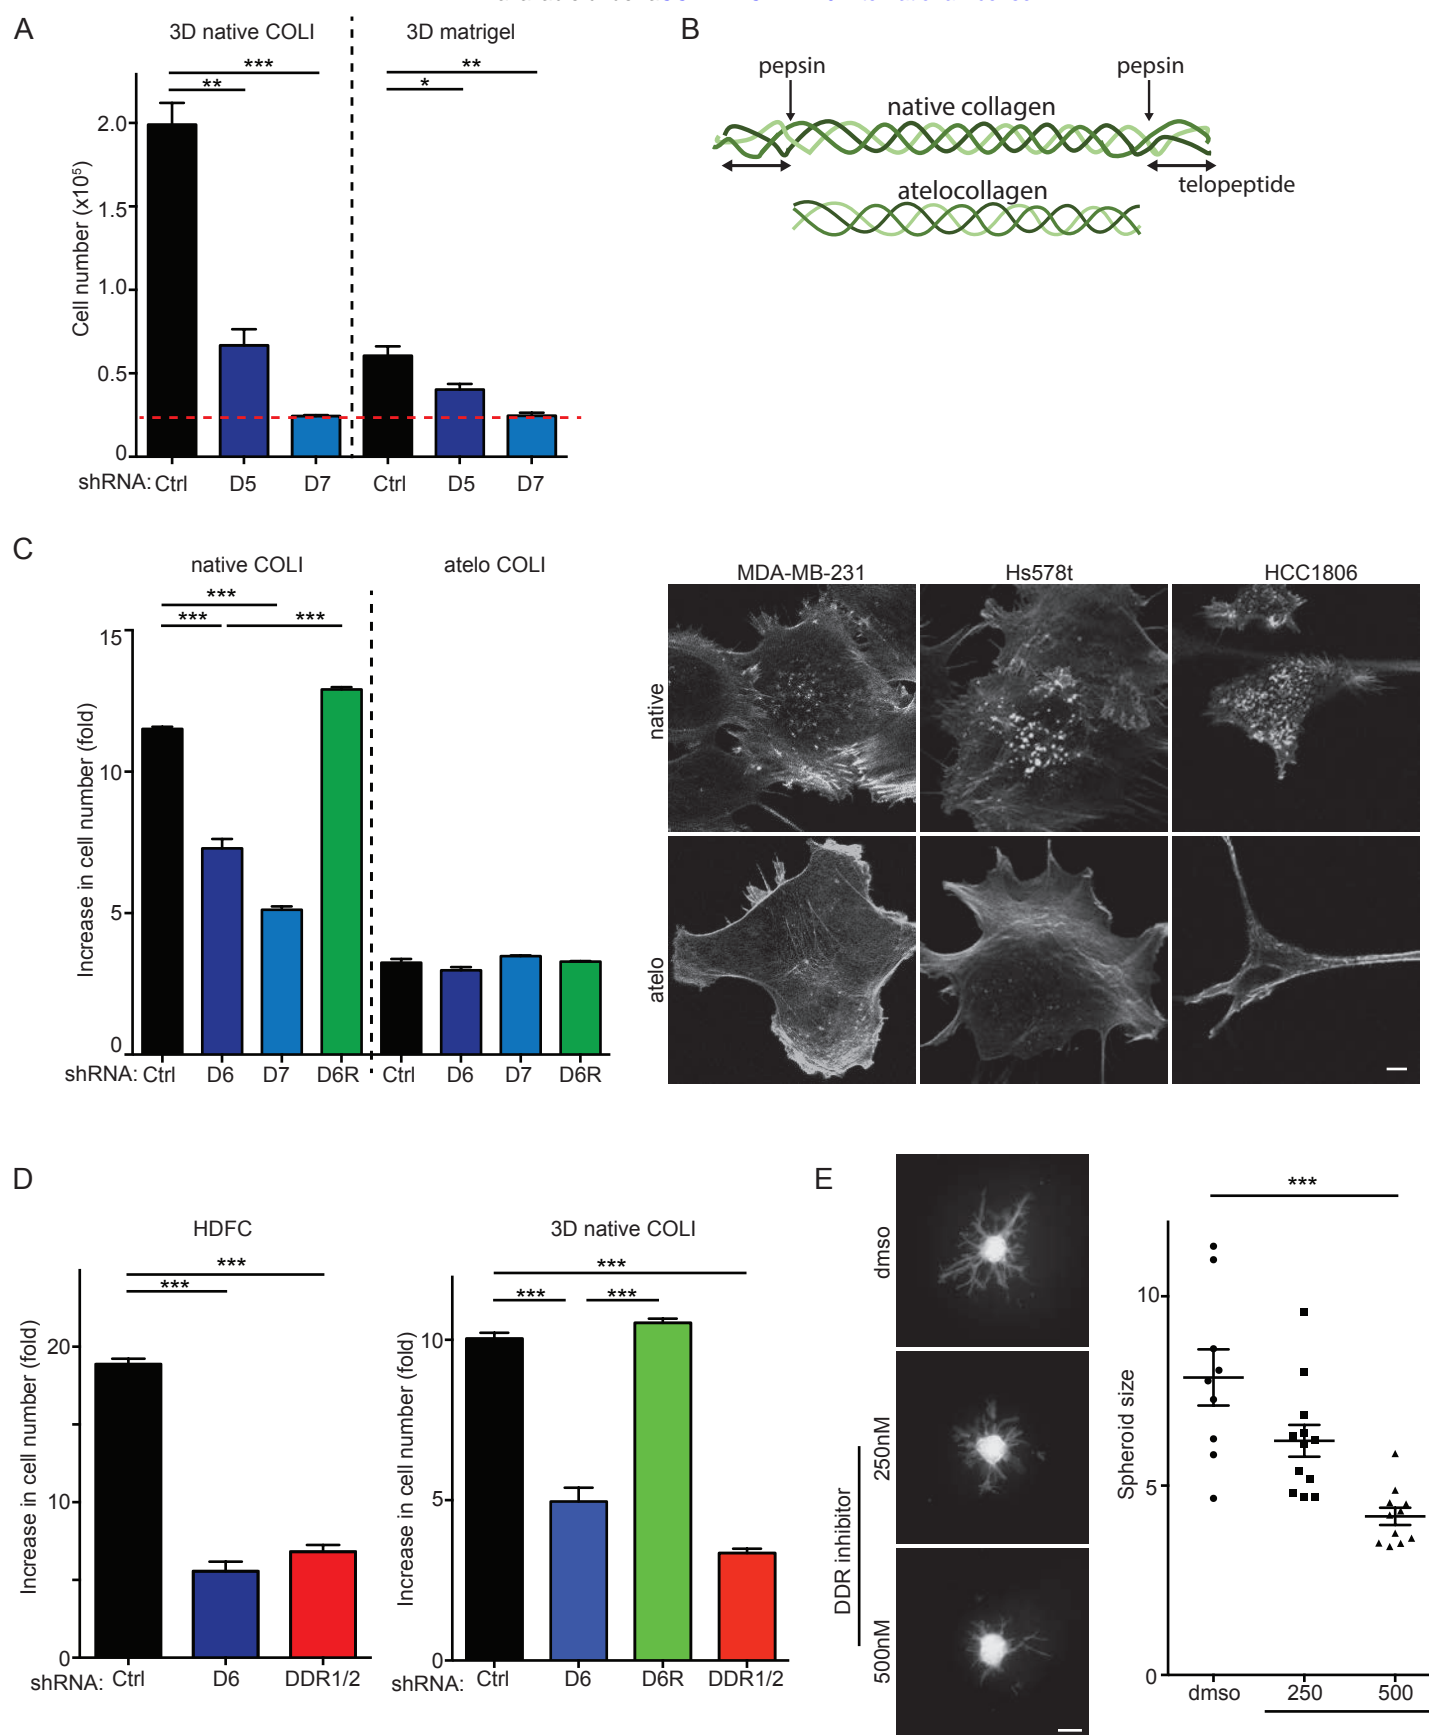 A
3D native COLI
3D matrigel
***
**
**
*
Cell number (x10⁵)
2.0
1.5
1.0
0.5
0
shRNA: Ctrl D5 D7 Ctrl D5 D7
B
pepsin pepsin
native collagen
telopeptide
atelocollagen
C
native COLI
atelo COLI
***
*** ***
Increase in cell number (fold)
15
10
5
0
shRNA: Ctrl D6 D7 D6R Ctrl D6 D7 D6R
MDA-MB-231 Hs578t HCC1806
native
atelo
D
HDFC
***
***
Increase in cell number (fold)
20
10
0
shRNA: Ctrl D6 DDR1/2
3D native COLI
***
*** ***
Increase in cell number (fold)
10
5
0
shRNA: Ctrl D6 D6R DDR1/2
E
dmso
250nM
500nM
DDR inhibitor
***
Spheroid size
10
5
0
dmso 250 500